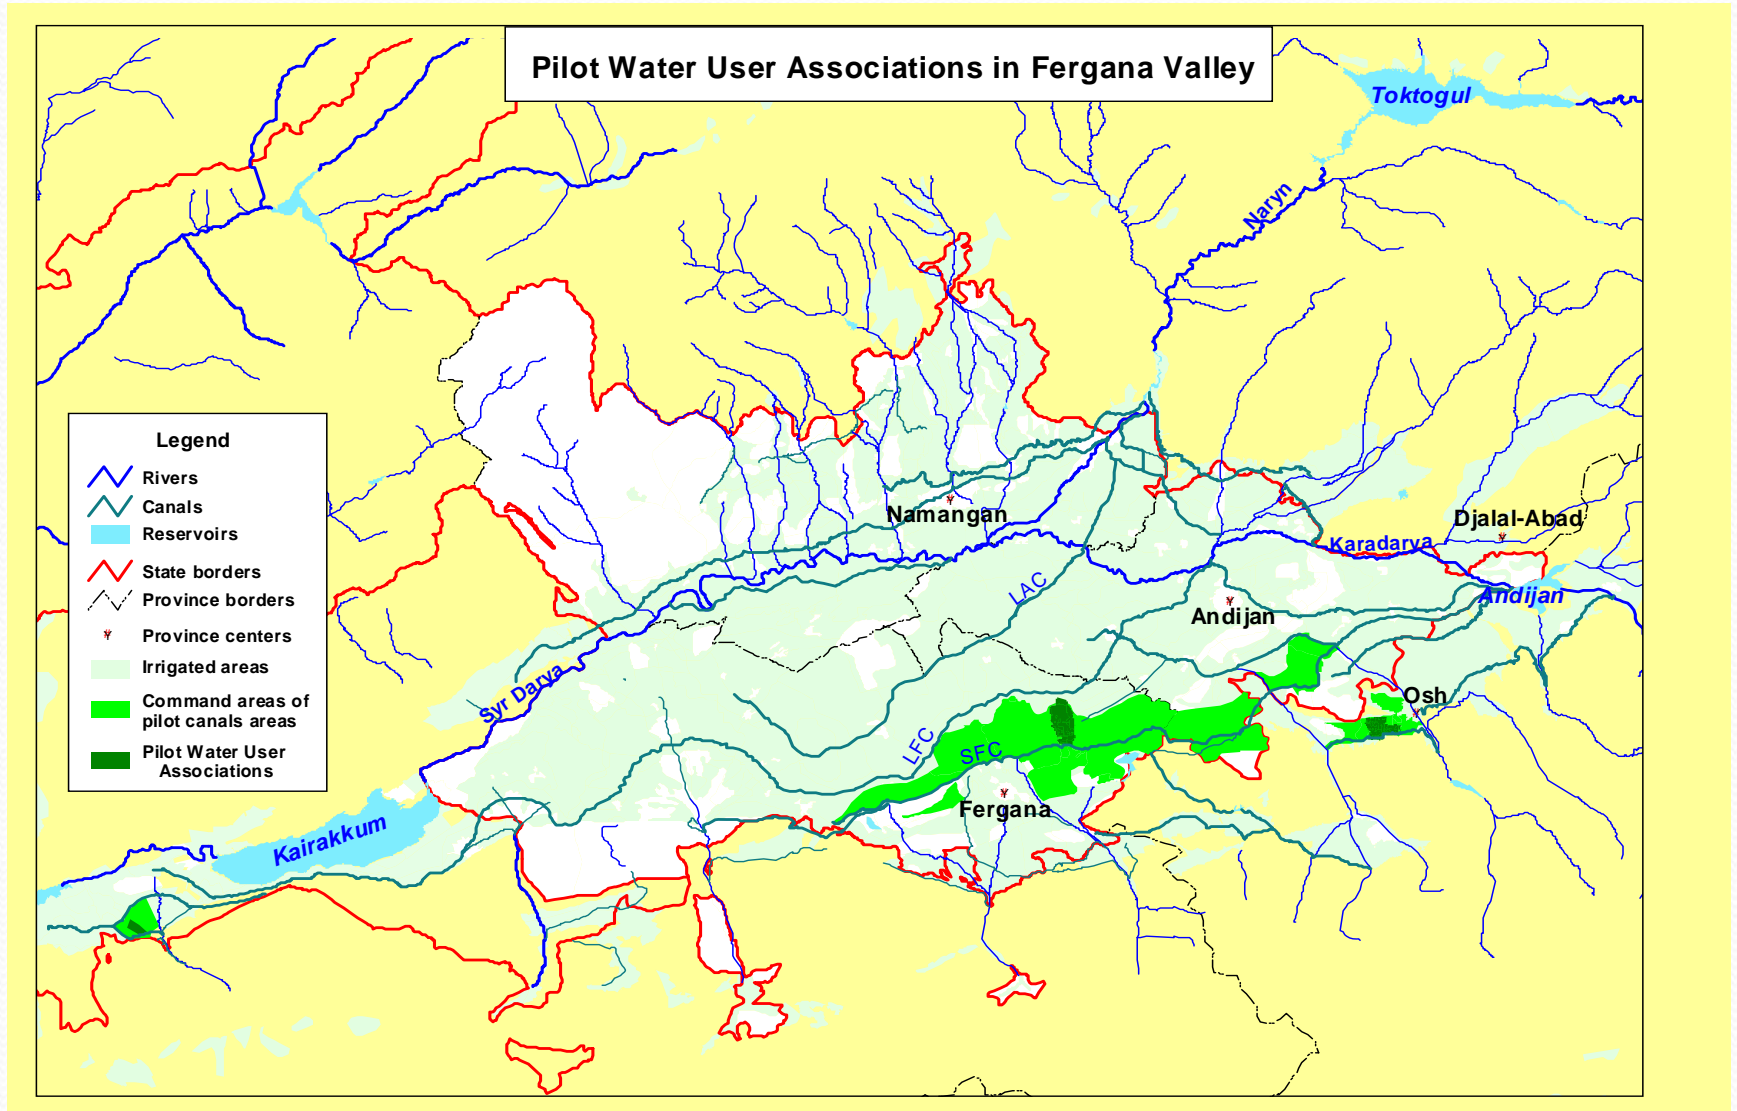 Pilot Water User Associations in Fergana Valley
Toktogul
Naryn
Legend
Rivers
Canals
Reservoirs
State borders
Province borders
Province centers
Irrigated areas
Command areas of
pilot canals areas
Pilot Water User
Associations
Namangan
Djalal-Abad
Karadarya
Andijan
LAC
Andijan
Syr Darya
Osh
LFC
SFC
Fergana
Kairakkum